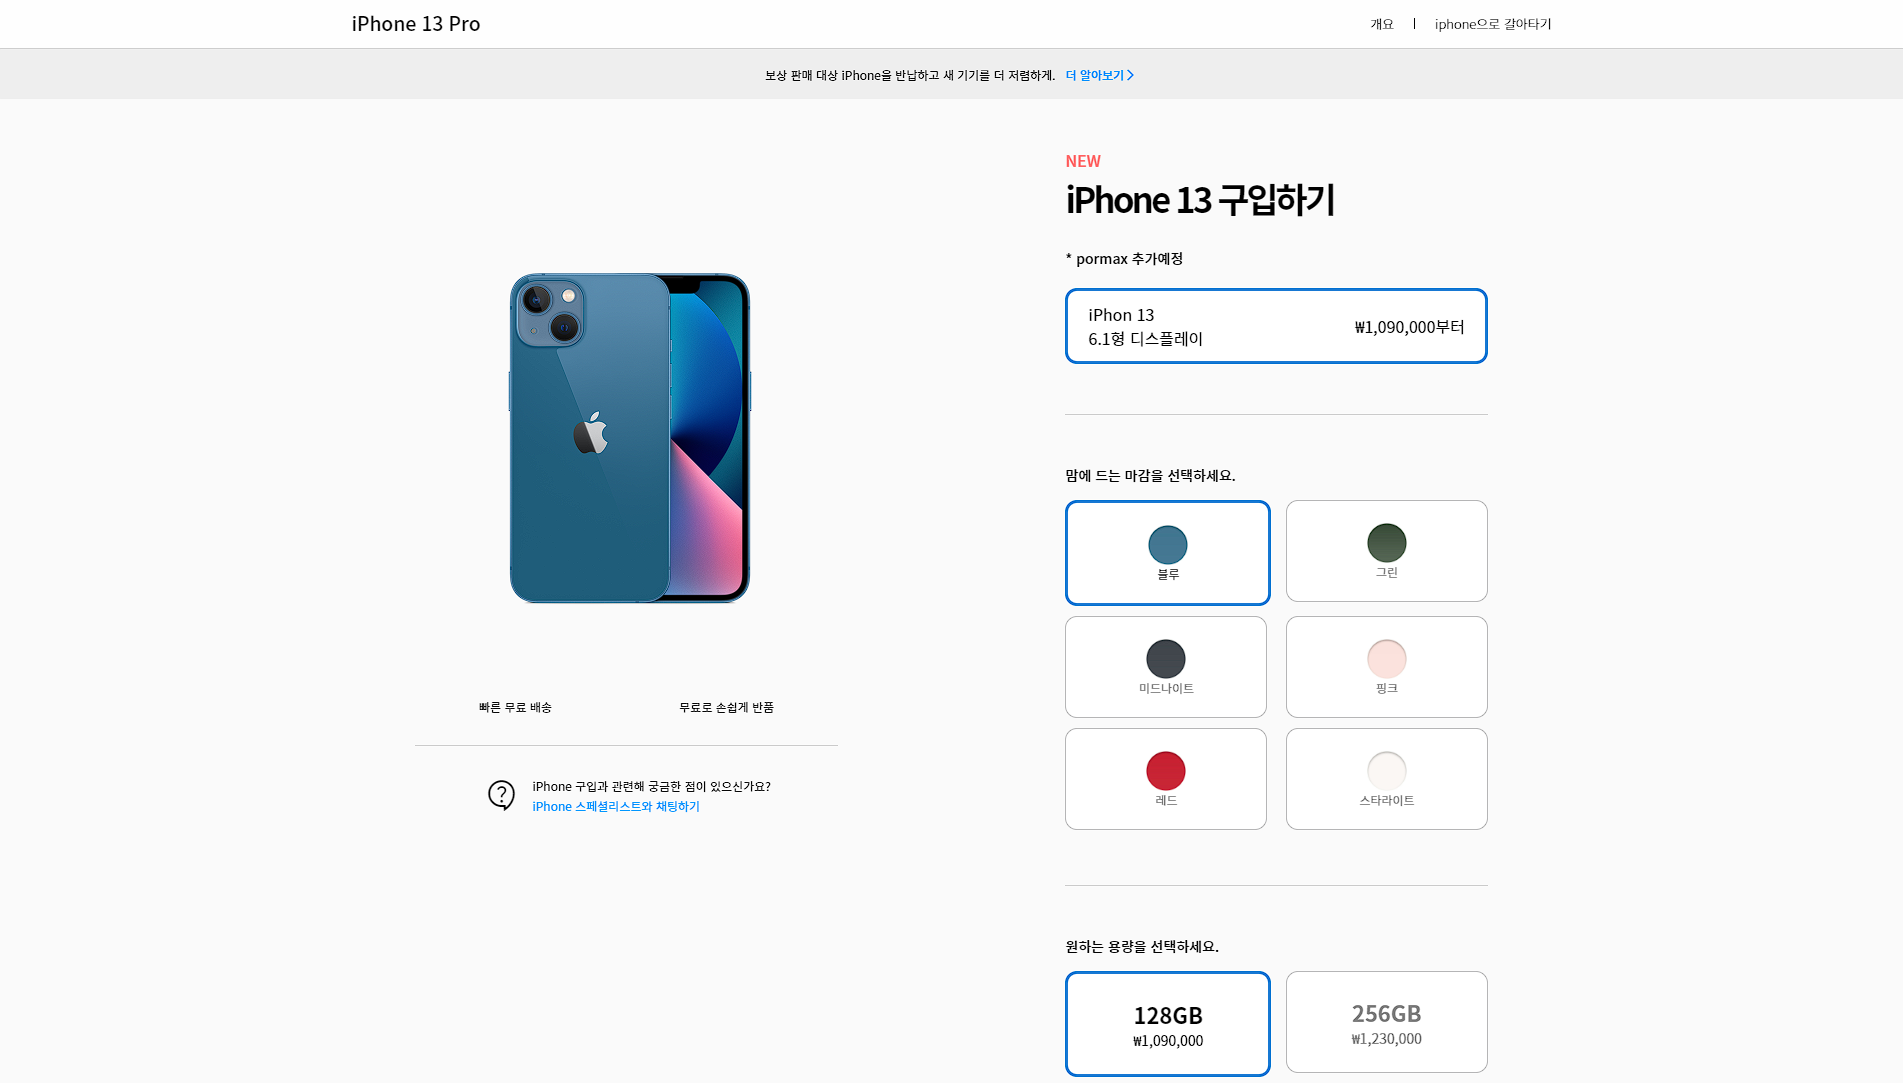 iPhone 13 Pro
개요
iphone으로 갈아타기
보상 판매 대상 iPhone을 반납하고 새 기기를 더 저렴하게. 더 알아보기
NEW
iPhone 13 구입하기
* pormax 추가예정
iPhon 13
6.1형 디스플레이
₩1,090,000부터
맘에 드는 마감을 선택하세요.
블루
그린
미드나이트
핑크
레드
스타라이트
빠른 무료 배송
무료로 손쉽게 반품
iPhone 구입과 관련해 궁금한 점이 있으신가요?
iPhone 스페셜리스트와 채팅하기
원하는 용량을 선택하세요.
128GB
₩1,090,000
256GB
₩1,230,000